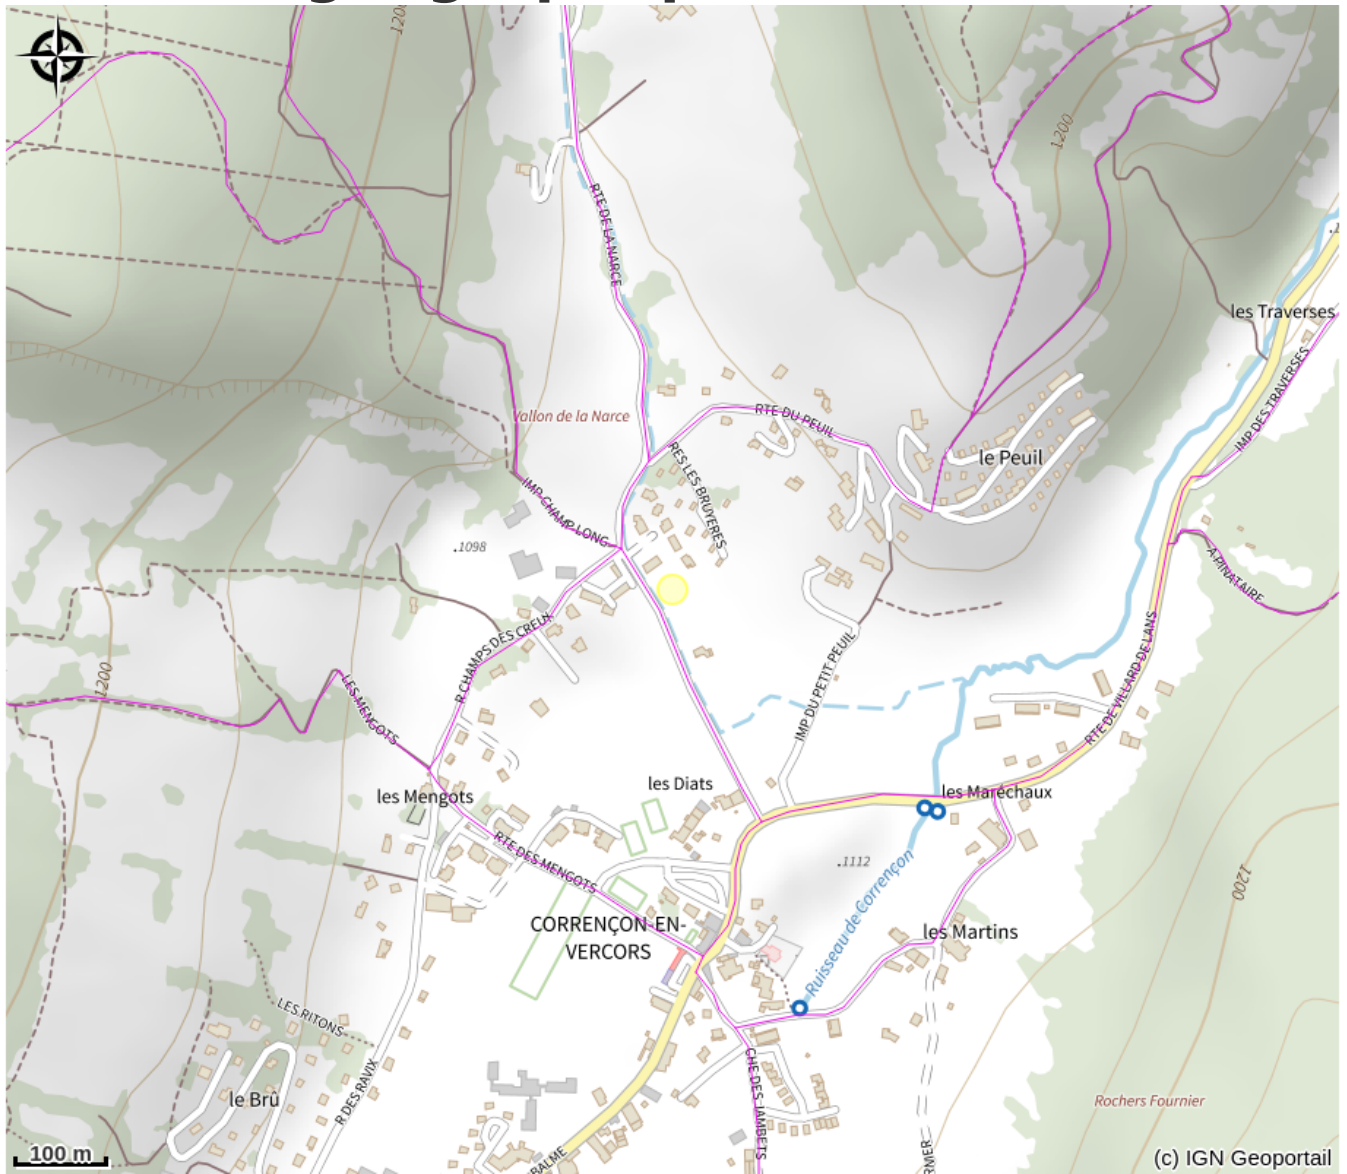 1200
1200
RTE DE LA NARCE
les Traverses
IMP DES TRAVERSES
Vallon de la Narce
RTE DU PEUIL
le Peuil
RES LES BRUYERES
IMP CHAMP LONG
.1098
A PINATAIRE
R CHAMPS DES CREUX
IMP DU PETIT PEUIL
RTE DE VILLARD DE LANS
1200
LES MENGOTS
les Diats
les Mengots
les Maréchaux
RTE DES MENGOTS
.1112
1200
Ruisseau de Corrençon
CORRENÇON-EN-
VERCORS
les Martins
LES RITONS
R DES RAVIX
le Brû
CHE DES JAMBETS
Rochers Fournier
100 m
(c) IGN Geoportail